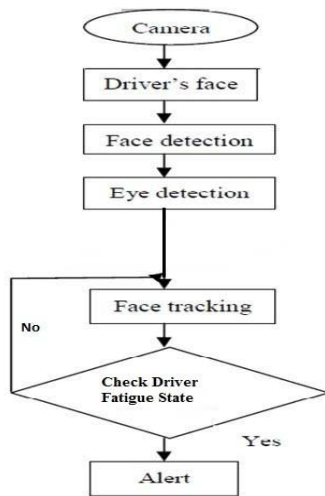 Camera
Driver's face
Face detection
Eye detection
Face tracking
No
Check Driver
Fatigue State
Yes
Alert